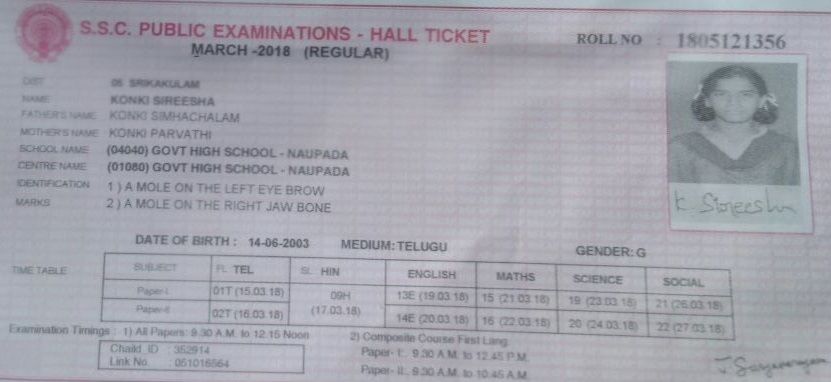 S.S.C. PUBLIC EXAMINATIONS - HALL TICKET
MARCH -2018 (REGULAR)
ROLL NO : 1805121356
DIST 05 SRIKAKULAM
NAME KONKI SIREESHA
FATHER'S NAME KONKI SIMHACHALAM
MOTHER'S NAME KONKI PARVATHI
SCHOOL NAME (04040) GOVT HIGH SCHOOL - NAUPADA
CENTRE NAME (01080) GOVT HIGH SCHOOL - NAUPADA
IDENTIFICATION 1 ) A MOLE ON THE LEFT EYE BROW
MARKS 2 ) A MOLE ON THE RIGHT JAW BONE
K. Sireesha
DATE OF BIRTH : 14-06-2003 MEDIUM: TELUGU GENDER: G
TIME TABLE
SUBJECT FL TEL SL HIN ENGLISH MATHS SCIENCE SOCIAL
Paper-I 01T (15.03.18) 09H (17.03.18) 13E (19.03.18) 15 (21.03.18) 19 (23.03.18) 21 (26.03.18)
Paper-II 02T (16.03.18) 14E (20.03.18) 16 (22.03.18) 20 (24.03.18) 22 (27.03.18)
Examination Timings : 1) All Papers: 9.30 A.M. to 12.15 Noon
2) Composite Course First Lang.
Paper- I:. 9.30 A.M. to 12.45 P.M.
Paper- II:. 9.30 A.M. to 10.45 A.M.
Chaild_ID : 352914
Link No. : 051016564